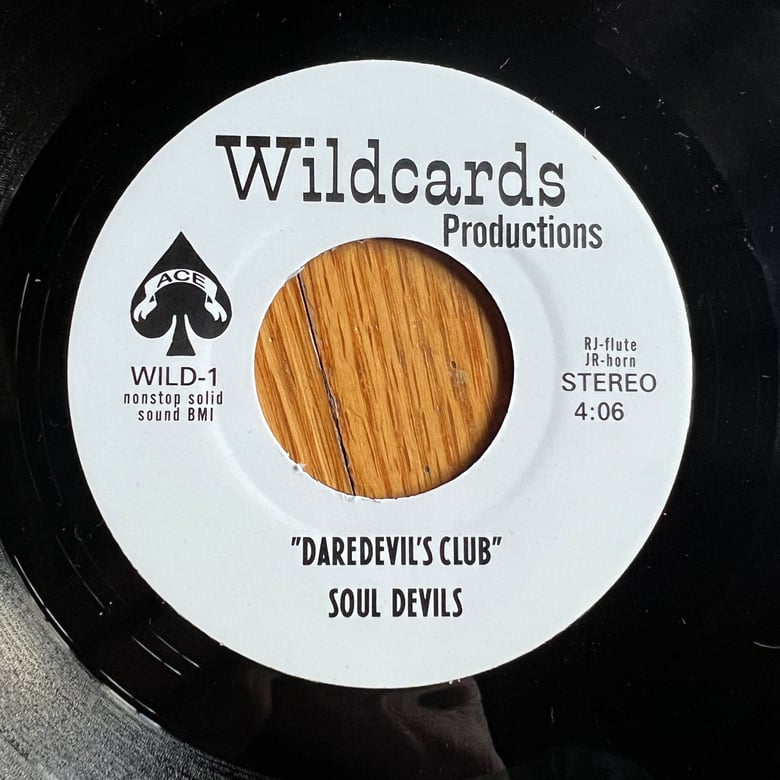 Wildcards
Productions
ACE
WILD-1
nonstop solid
sound BMI
RJ-flute
JR-horn
STEREO
4:06
"DAREDEVIL'S CLUB"
SOUL DEVILS